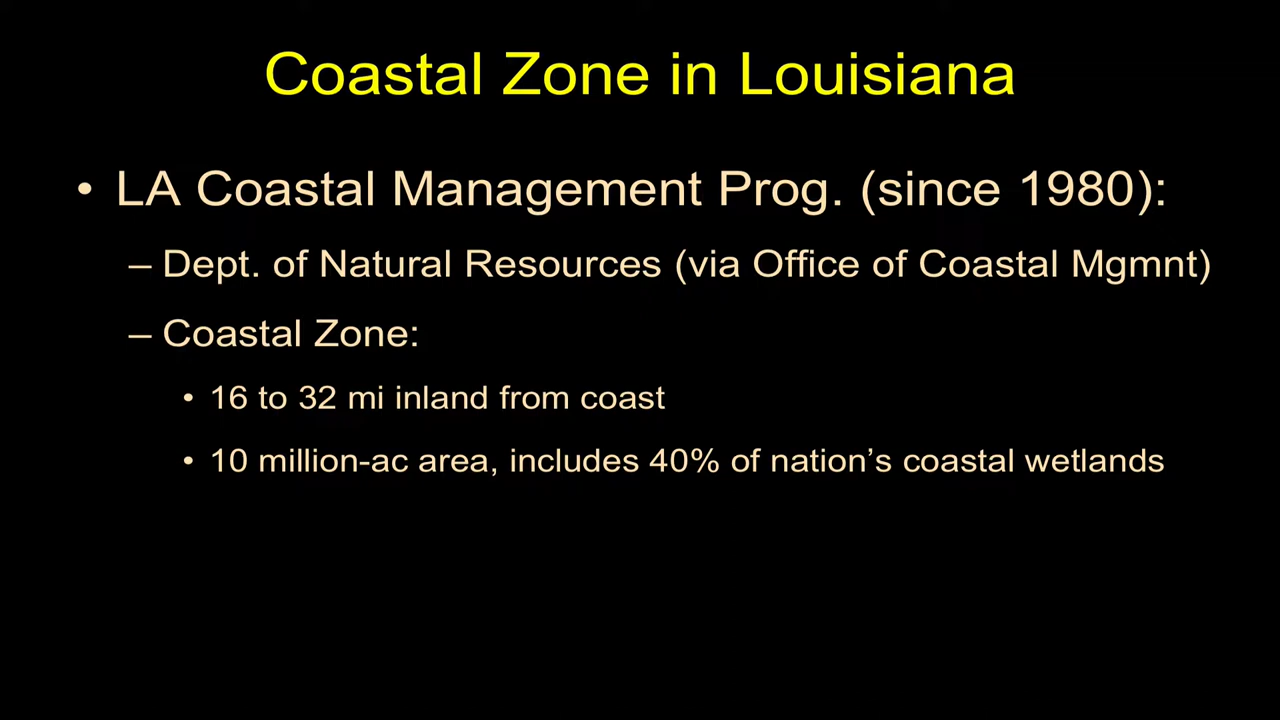 Coastal Zone in Louisiana
• LA Coastal Management Prog. (since 1980):
– Dept. of Natural Resources (via Office of Coastal Mgmnt)
– Coastal Zone:
• 16 to 32 mi inland from coast
• 10 million-ac area, includes 40% of nation’s coastal wetlands